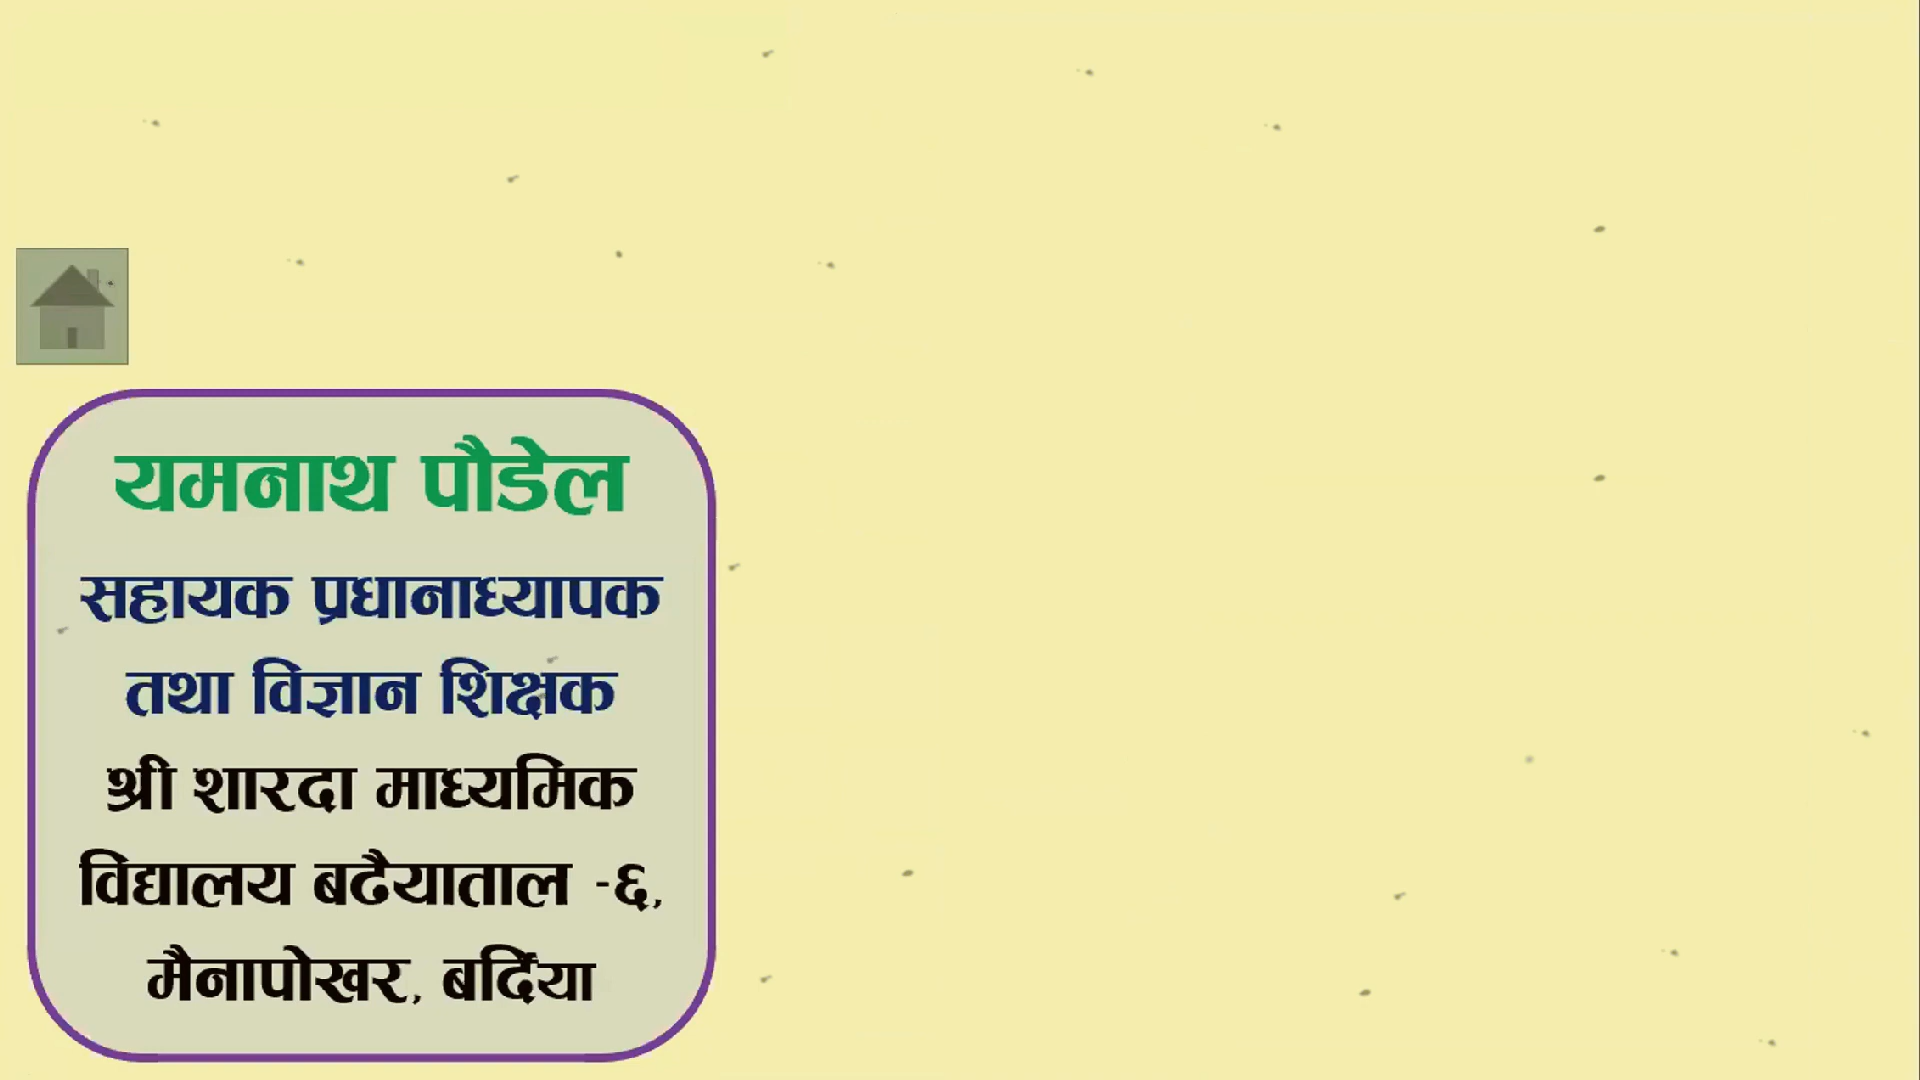 यमनाथ पौडेल
सहायक प्रधानाध्यापक
तथा विज्ञान शिक्षक
श्री शारदा माध्यमिक
विद्यालय बढैयाताल -६,
मैनापोखर, बर्दिया